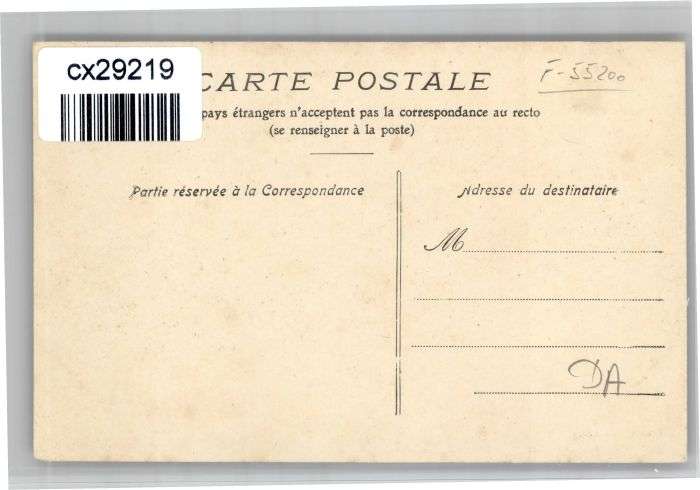 cx29219
CARTE POSTALE
F-55200
pays étrangers n'acceptent pas la correspondance au recto
(se renseigner à la poste)
Partie réservée à la Correspondance
Adresse du destinataire
M
DA